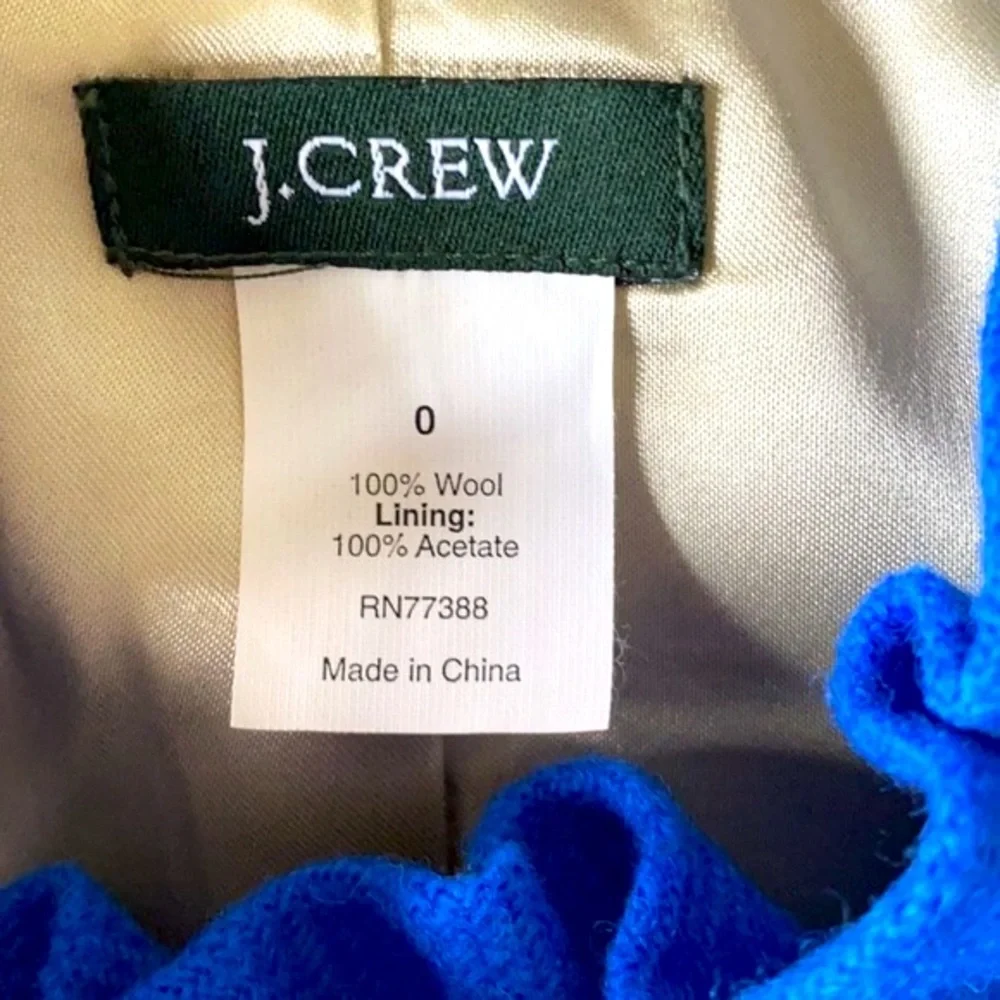 J.CREW
0
100% Wool
Lining:
100% Acetate
RN77388
Made in China